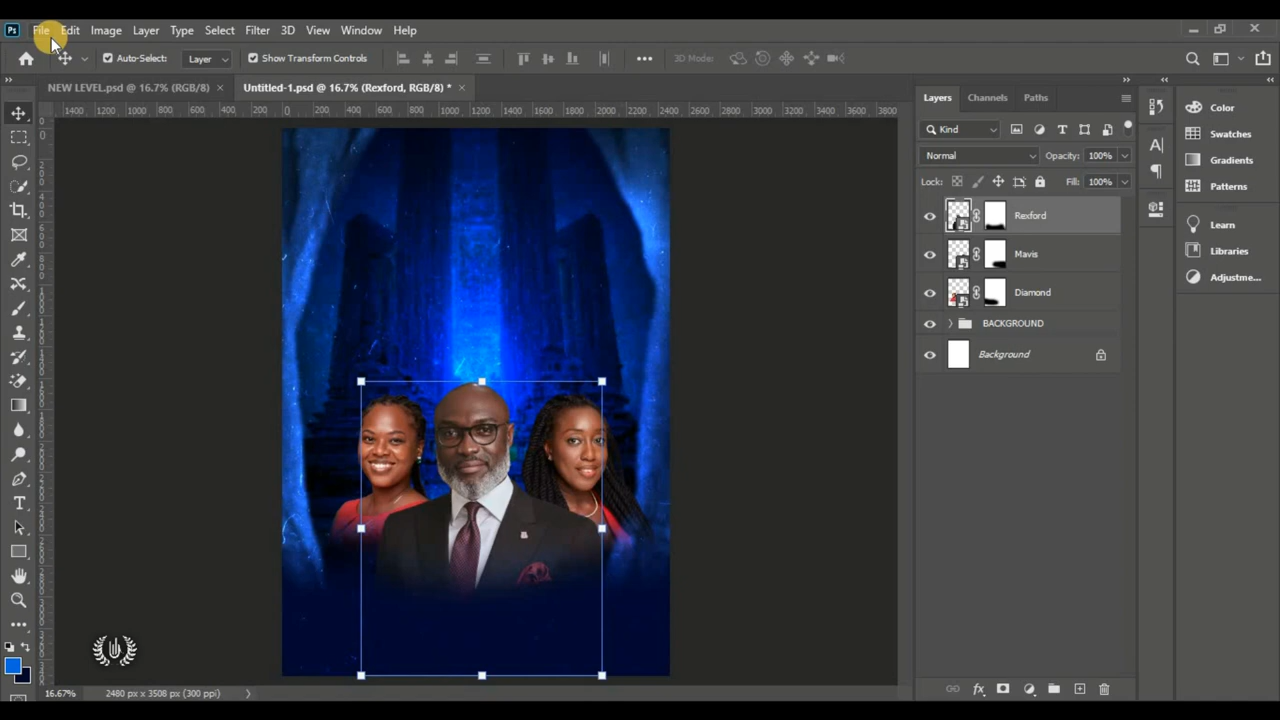 Ps File Edit Image Layer Type Select Filter 3D View Window Help
Auto-Select: Layer Show Transform Controls 3D Mode:
NEW LEVEL.psd @ 16.7% (RGB/8) × Untitled-1.psd @ 16.7% (Rexford, RGB/8) * ×
1400 1200 1000 800 600 400 200 0 200 400 600 800 1000 1200 1400 1600 1800 2000 2200 2400 2600 2800 3000 3200 3400 3600 3800
Layers Channels Paths
Kind
Normal Opacity: 100%
Lock: Fill: 100%
Rexford
Mavis
Diamond
BACKGROUND
Background
Color
Swatches
Gradients
Patterns
Learn
Libraries
Adjustme...
16.67% 2480 px x 3508 px (300 ppi)
fx